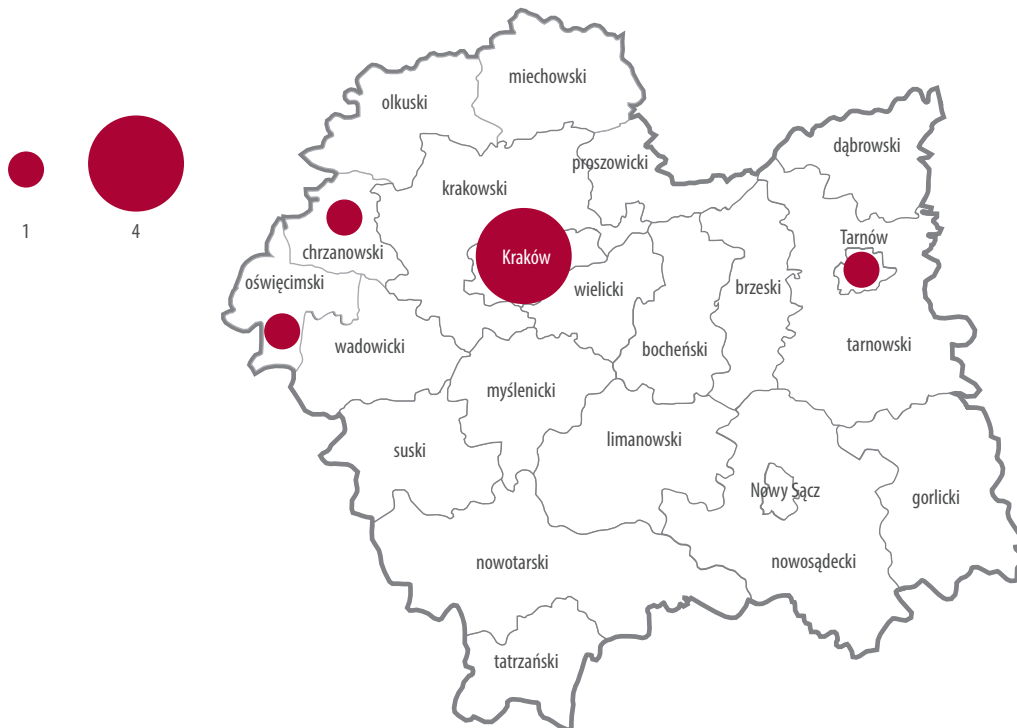 miechowski
olkuski
dąbrowski
proszowicki
krakowski
1
4
Tarnów
chrzanowski
Kraków
oświęcimski
wielicki
brzeski
wadowicki
bocheński
tarnowski
myślenicki
limanowski
suski
Nowy Sącz
gorlicki
nowotarski
nowosądecki
tatrzański